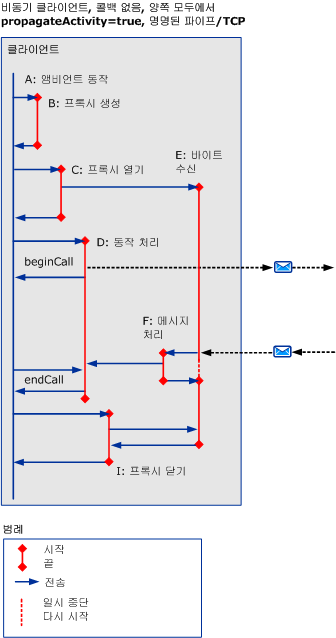 비동기 클라이언트, 콜백 없음, 양쪽 모두에서
propagateActivity=true, 명명된 파이프/TCP
클라이언트
A: 앰비언트 동작
B: 프록시 생성
E: 바이트
수신
C: 프록시 열기
D: 동작 처리
beginCall
F: 메시지
처리
endCall
I: 프록시 닫기
범례
시작
끝
전송
일시 중단
다시 시작